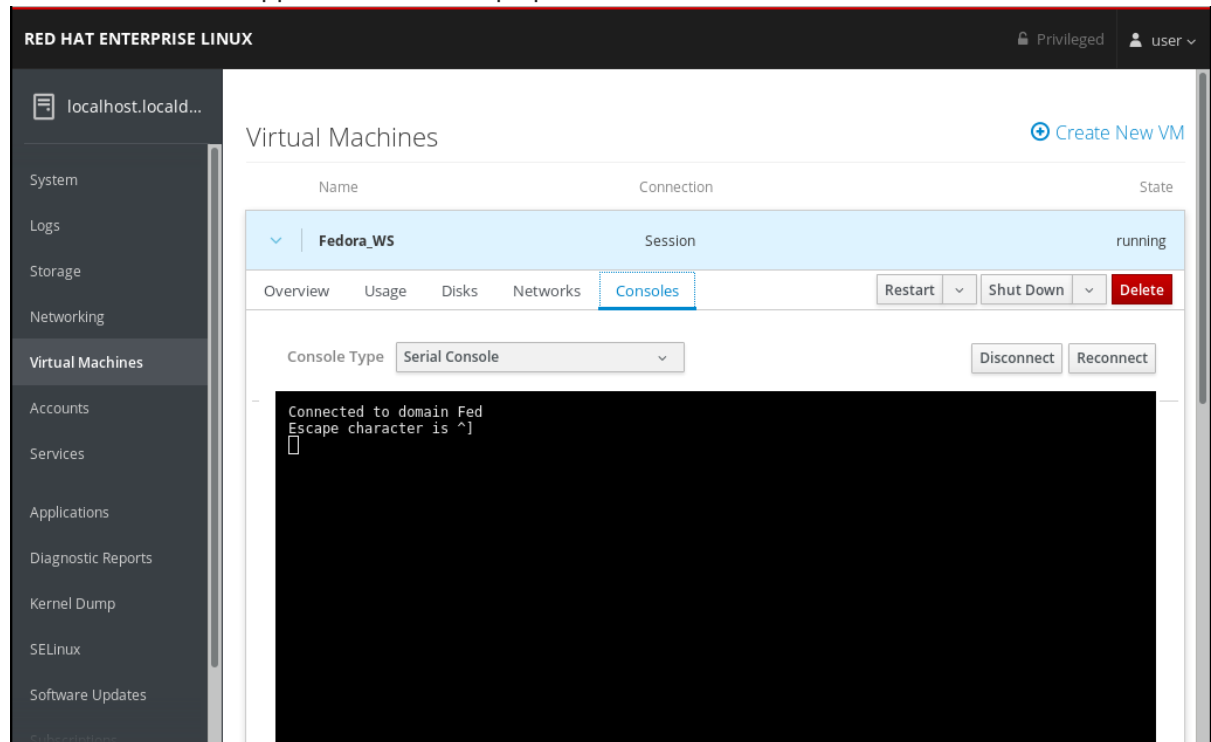 RED HAT ENTERPRISE LINUX
Privileged
user
localhost.locald...
System
Logs
Storage
Networking
Virtual Machines
Accounts
Services
Applications
Diagnostic Reports
Kernel Dump
SELinux
Software Updates
Subscriptions
Virtual Machines
Create New VM
Name Connection State
Fedora_WS Session running
Overview Usage Disks Networks Consoles Restart Shut Down Delete
Console Type Serial Console Disconnect Reconnect
Connected to domain Fed
Escape character is ^]